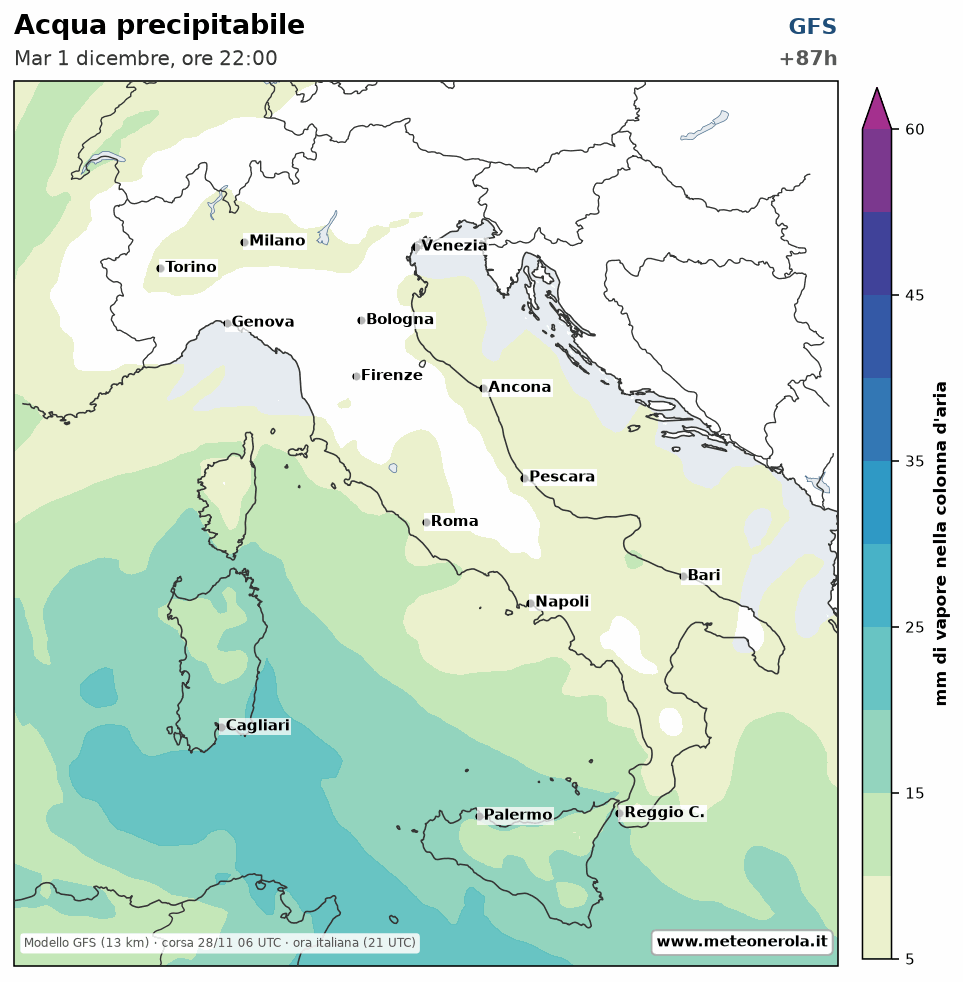 Acqua precipitabile
GFS
Mar 1 dicembre, ore 22:00
+87h
60
45
35
25
15
5
mm di vapore nella colonna d'aria
Milano
Venezia
Torino
Genova
Bologna
Firenze
Ancona
Pescara
Roma
Bari
Napoli
Cagliari
Palermo
Reggio C.
Modello GFS (13 km) · corsa 28/11 06 UTC · ora italiana (21 UTC)
www.meteonerola.it